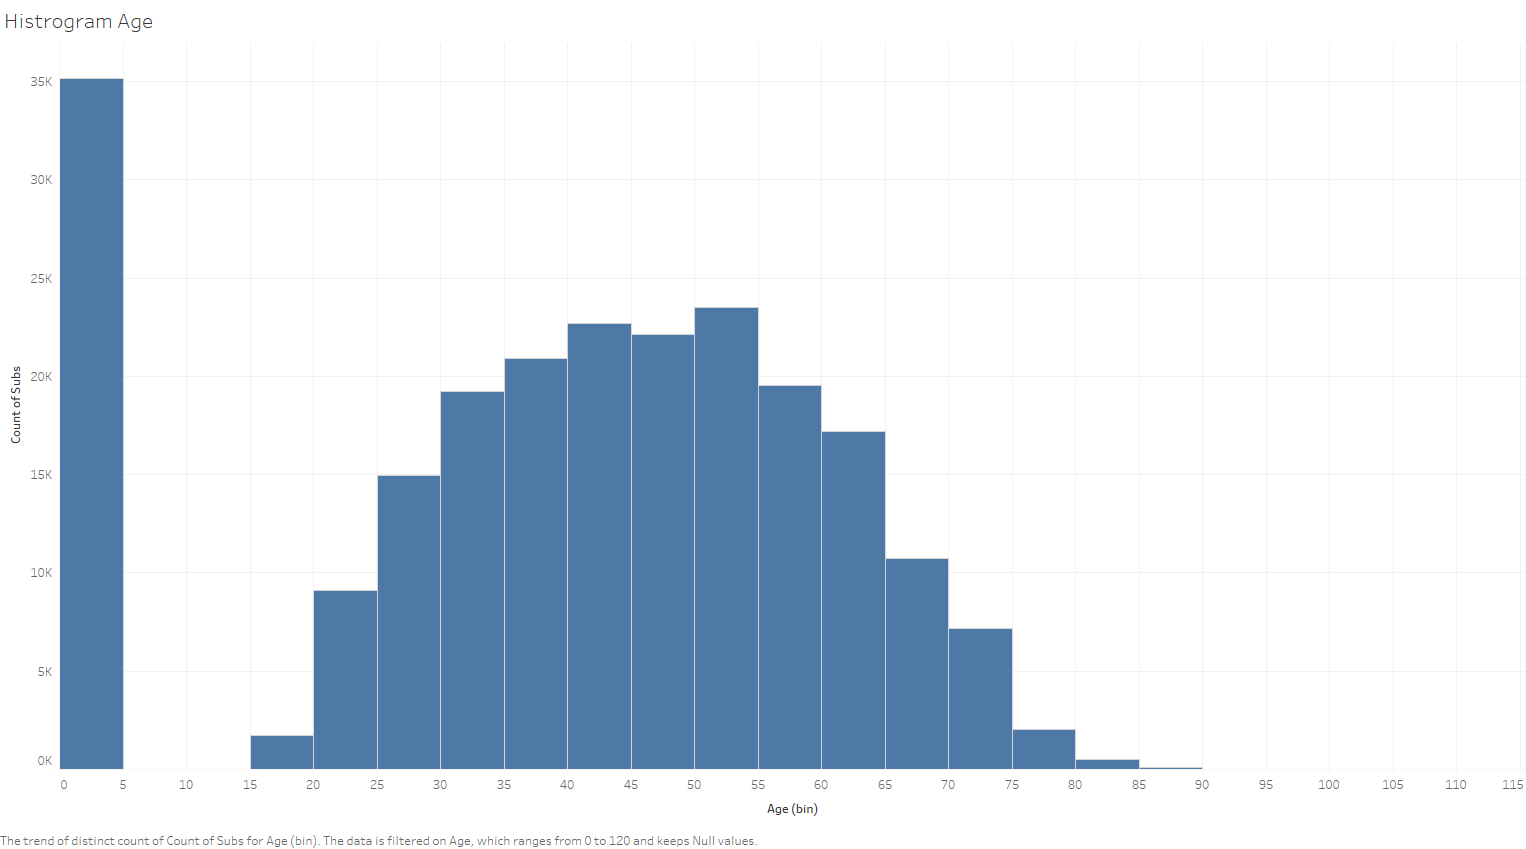 Histrogram Age
35K
30K
25K
20K
15K
10K
5K
0K
Count of Subs
0 5 10 15 20 25 30 35 40 45 50 55 60 65 70 75 80 85 90 95 100 105 110 115
Age (bin)
The trend of distinct count of Count of Subs for Age (bin). The data is filtered on Age, which ranges from 0 to 120 and keeps Null values.